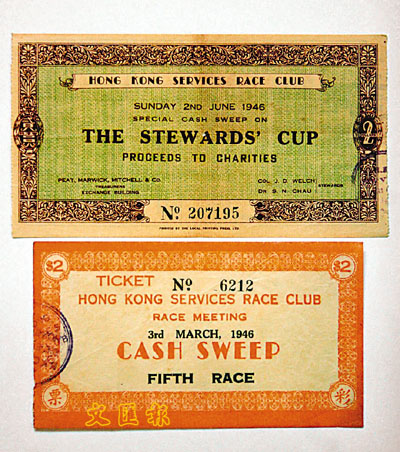 HONG KONG SERVICES RACE CLUB
SUNDAY 2ND JUNE 1946
SPECIAL CASH SWEEP ON
THE STEWARDS' CUP
PROCEEDS TO CHARITIES
PEAT, MARWICK, MITCHELL & Co.
TREASURERS
EXCHANGE BUILDING
COL. J. D. WELCH
DR. S. N. CHAU
STEWARDS
2
No 207195
PRINTED BY THE LOCAL PRINTING PRESS, LTD.
$2 $2
TICKET No 6212
HONG KONG SERVICES RACE CLUB
RACE MEETING
3rd MARCH, 1946
CASH SWEEP
FIFTH RACE
票 彩
文匯報